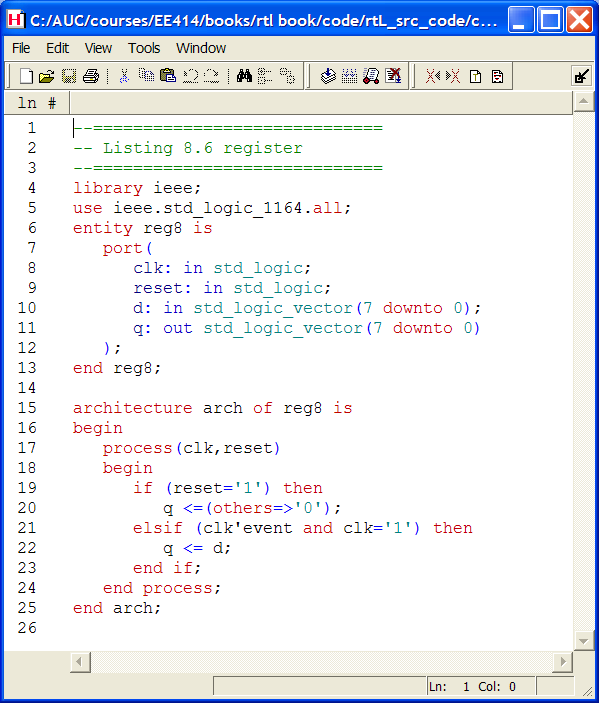 C:/AUC/courses/EE414/books/rtl book/code/rtL_src_code/c...
File Edit View Tools Window
ln #
1 --=============================
2 -- Listing 8.6 register
3 --=============================
4 library ieee;
5 use ieee.std_logic_1164.all;
6 entity reg8 is
7    port(
8       clk: in std_logic;
9       reset: in std_logic;
10       d: in std_logic_vector(7 downto 0);
11       q: out std_logic_vector(7 downto 0)
12    );
13 end reg8;
14
15 architecture arch of reg8 is
16 begin
17    process(clk,reset)
18    begin
19       if (reset='1') then
20          q <=(others=>'0');
21       elsif (clk'event and clk='1') then
22          q <= d;
23       end if;
24    end process;
25 end arch;
26
Ln: 1 Col: 0